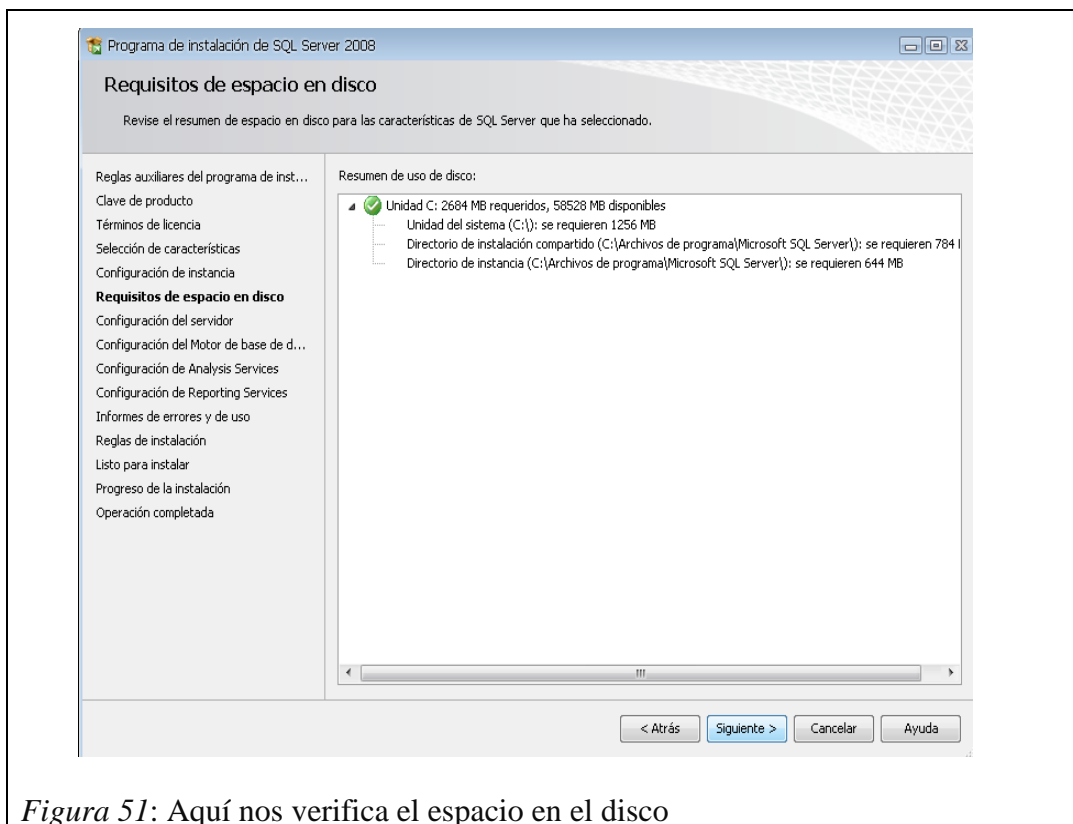 Programa de instalación de SQL Server 2008
Requisitos de espacio en disco
Revise el resumen de espacio en disco para las características de SQL Server que ha seleccionado.
Reglas auxiliares del programa de inst...
Clave de producto
Términos de licencia
Selección de características
Configuración de instancia
Requisitos de espacio en disco
Configuración del servidor
Configuración del Motor de base de d...
Configuración de Analysis Services
Configuración de Reporting Services
Informes de errores y de uso
Reglas de instalación
Listo para instalar
Progreso de la instalación
Operación completada
Resumen de uso de disco:
Unidad C: 2684 MB requeridos, 58528 MB disponibles
Unidad del sistema (C:\): se requieren 1256 MB
Directorio de instalación compartido (C:\Archivos de programa\Microsoft SQL Server\): se requieren 784
Directorio de instancia (C:\Archivos de programa\Microsoft SQL Server\): se requieren 644 MB
< Atrás
Siguiente >
Cancelar
Ayuda
Figura 51: Aquí nos verifica el espacio en el disco